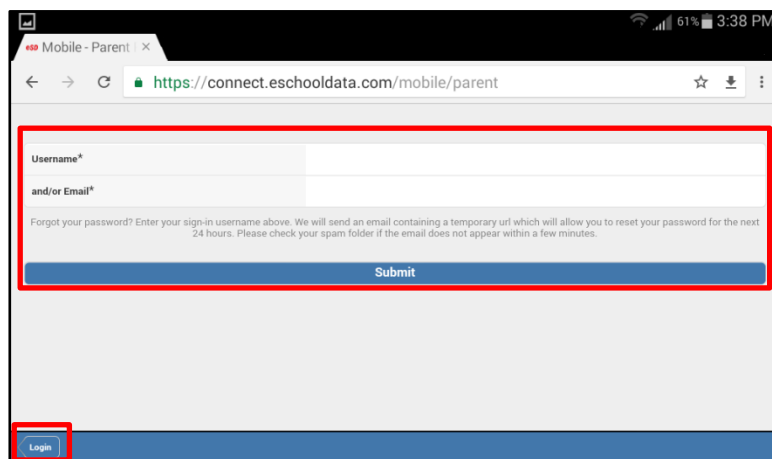 61% 3:38 PM
eSD Mobile - Parent
https://connect.eschooldata.com/mobile/parent
Username*
and/or Email*
Forgot your password? Enter your sign-in username above. We will send an email containing a temporary url which will allow you to reset your password for the next
24 hours. Please check your spam folder if the email does not appear within a few minutes.
Submit
Login